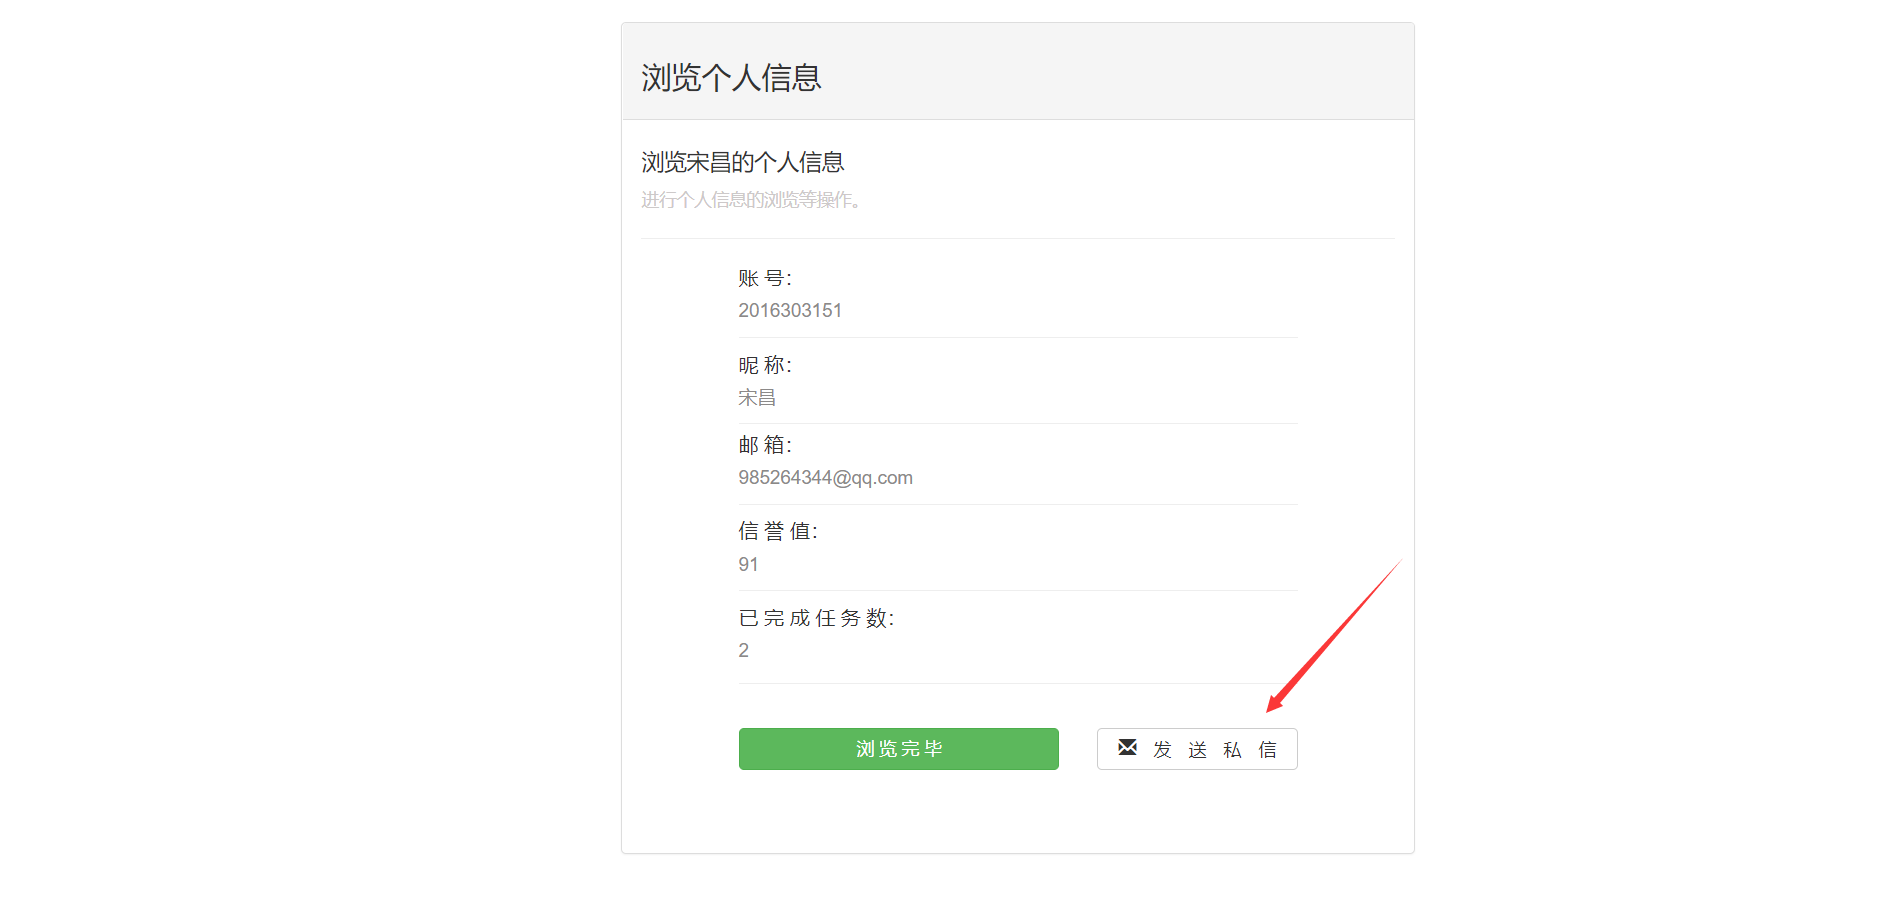 浏览个人信息
浏览宋昌的个人信息
进行个人信息的浏览等操作。
账 号：
2016303151
昵 称：
宋昌
邮 箱：
985264344@qq.com
信 誉 值：
91
已 完 成 任 务 数：
2
浏览完毕
发 送 私 信